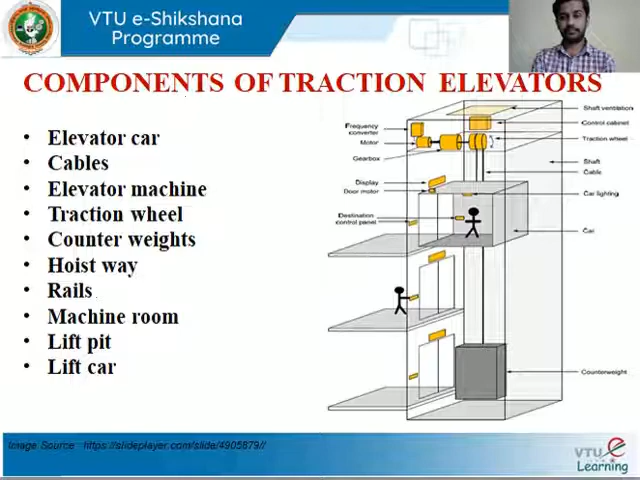 VTU e-Shikshana
Programme
COMPONENTS OF TRACTION ELEVATORS
• Elevator car
• Cables
• Elevator machine
• Traction wheel
• Counter weights
• Hoist way
• Rails
• Machine room
• Lift pit
• Lift car
Shaft ventilation
Control cabinet
Frequency
converter
Motor
Traction wheel
Gearbox
Shaft
Cable
Display
Door motor
Car lighting
Destination
control panel
Car
Counterweight
Image Source - https://slideplayer.com/slide/4905879//
VTU e
Learning